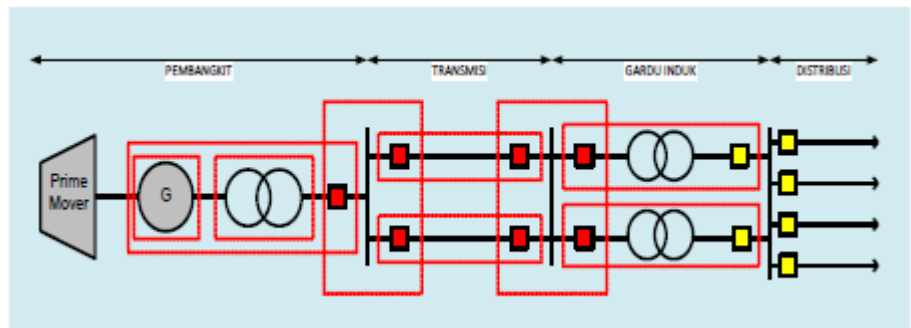 PEMBANGKIT
TRANSMISI
GARDU INDUK
DISTRIBUSI
Prime
Mover
G